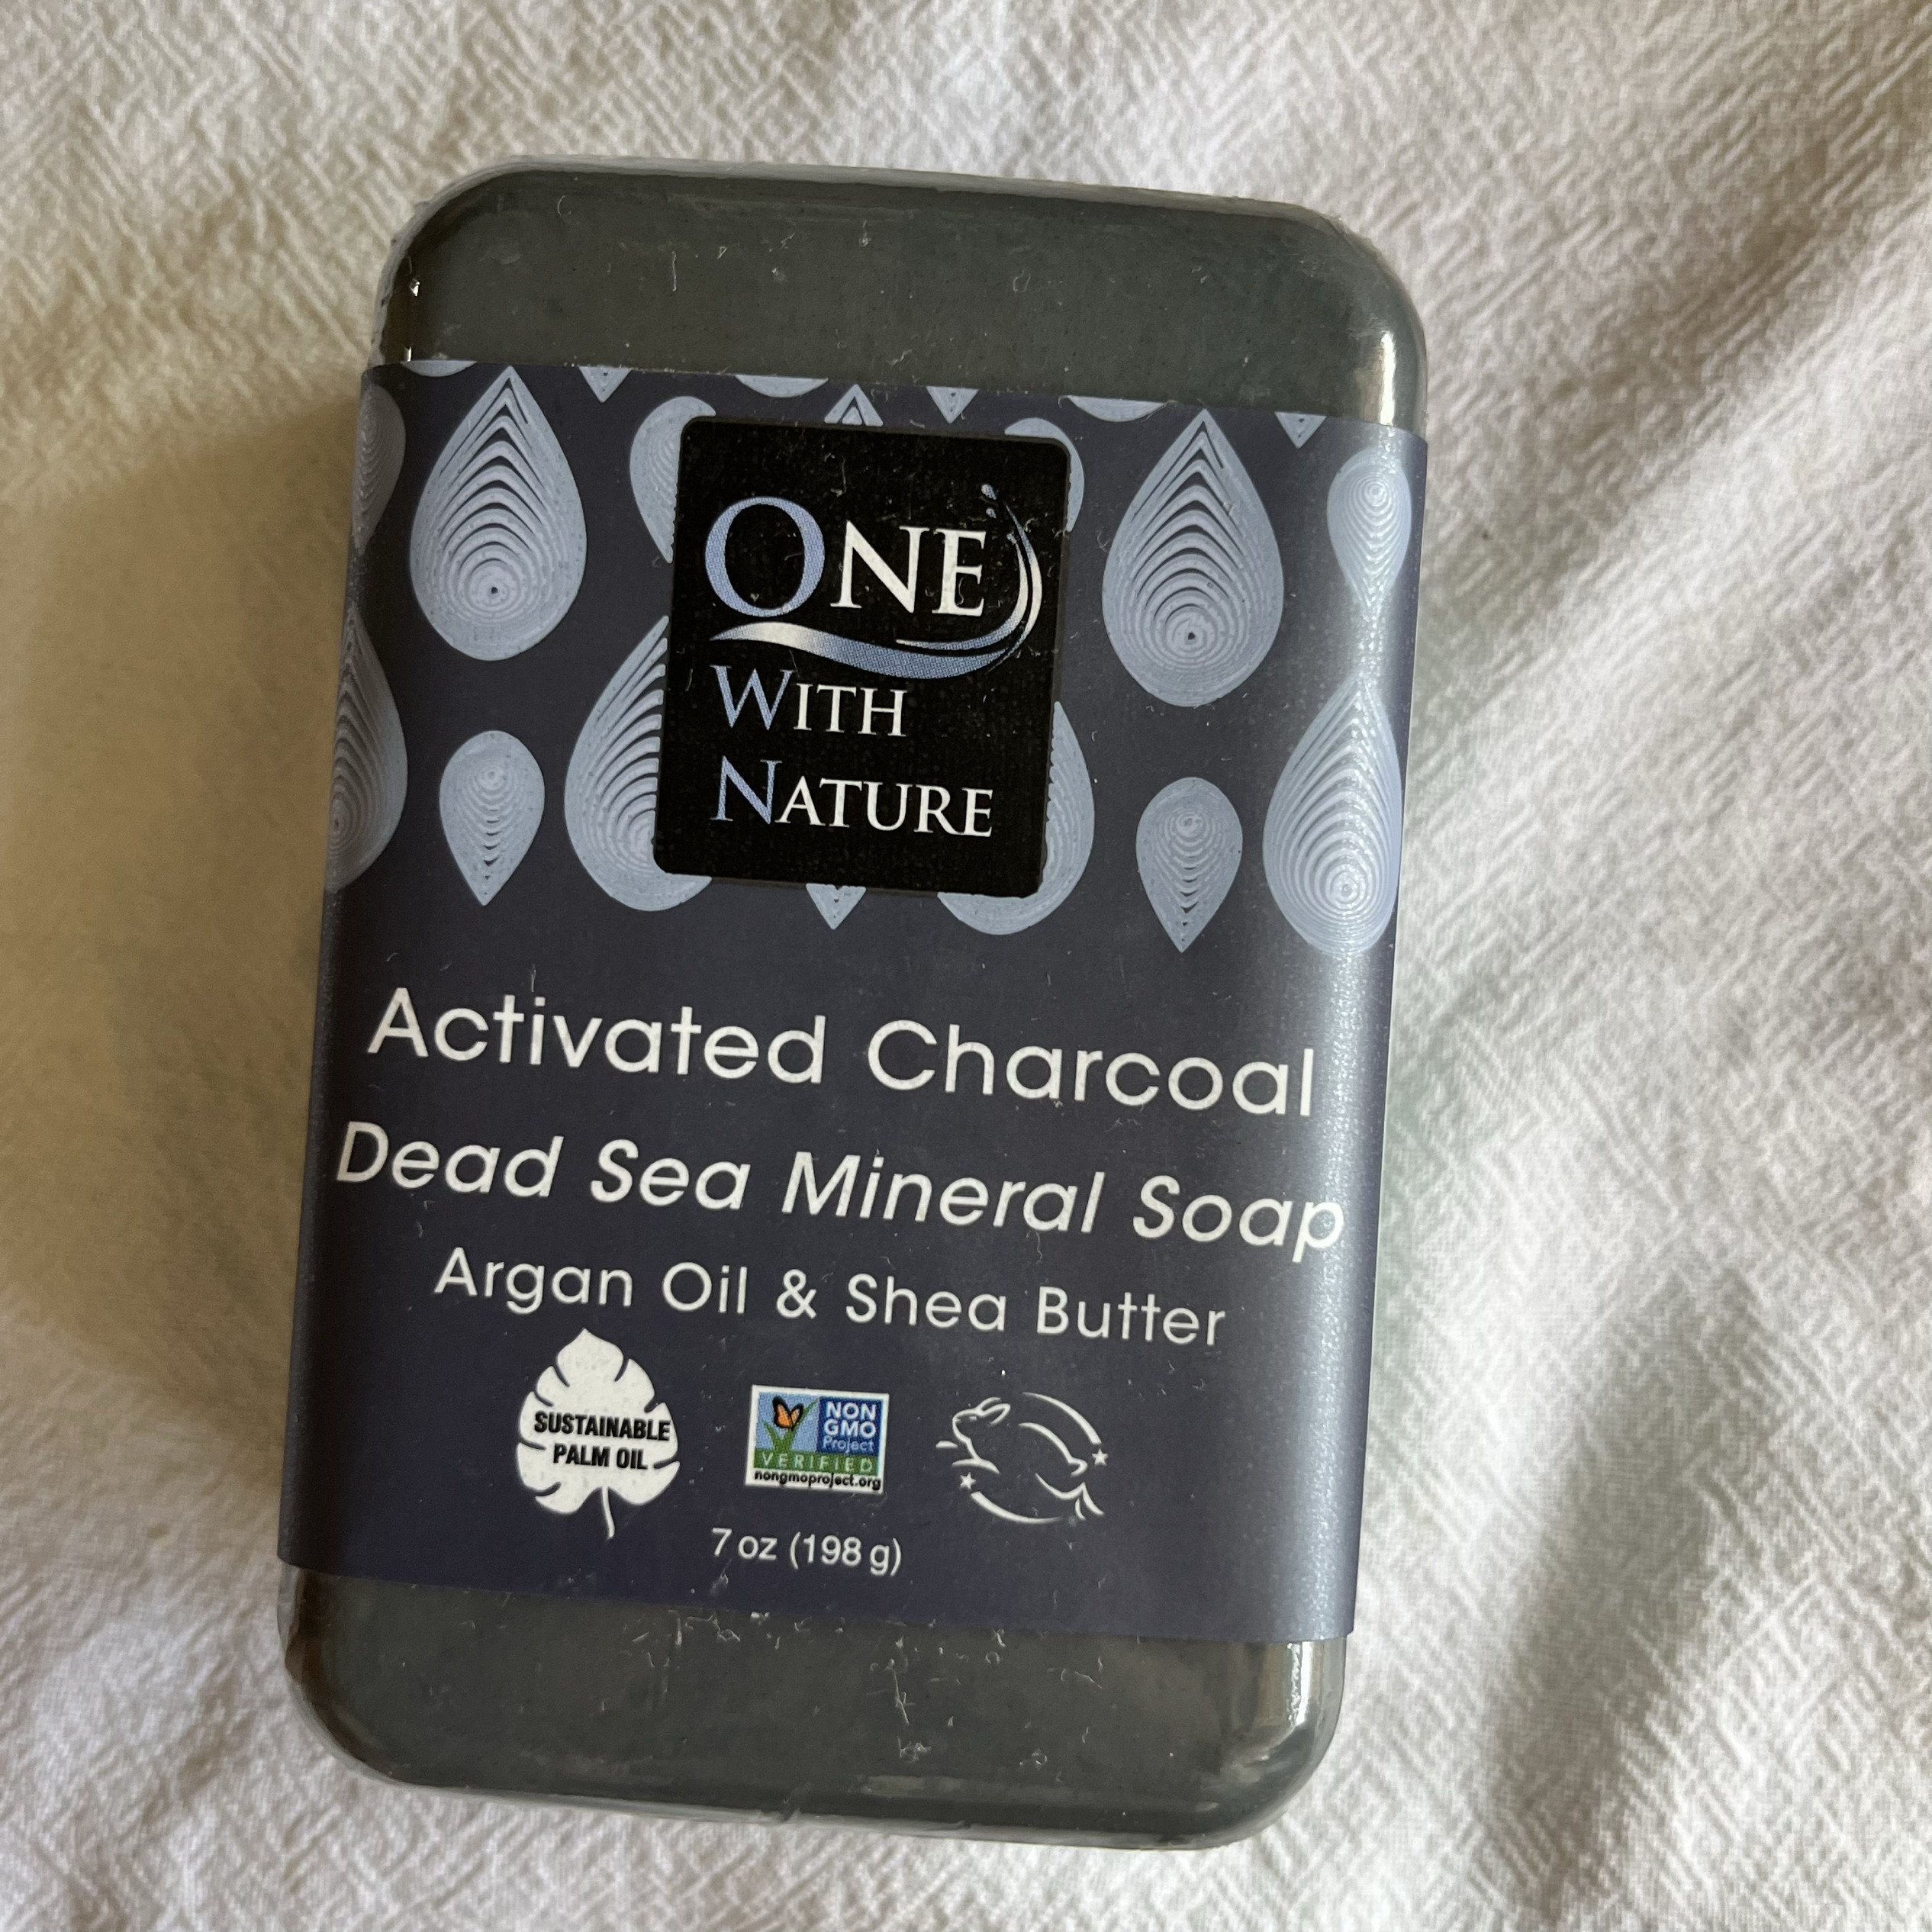 ONE
WITH
NATURE
Activated Charcoal
Dead Sea Mineral Soap
Argan Oil & Shea Butter
SUSTAINABLE
PALM OIL
NON
GMO
Project
VERIFIED
nongmoproject.org
7 oz (198 g)